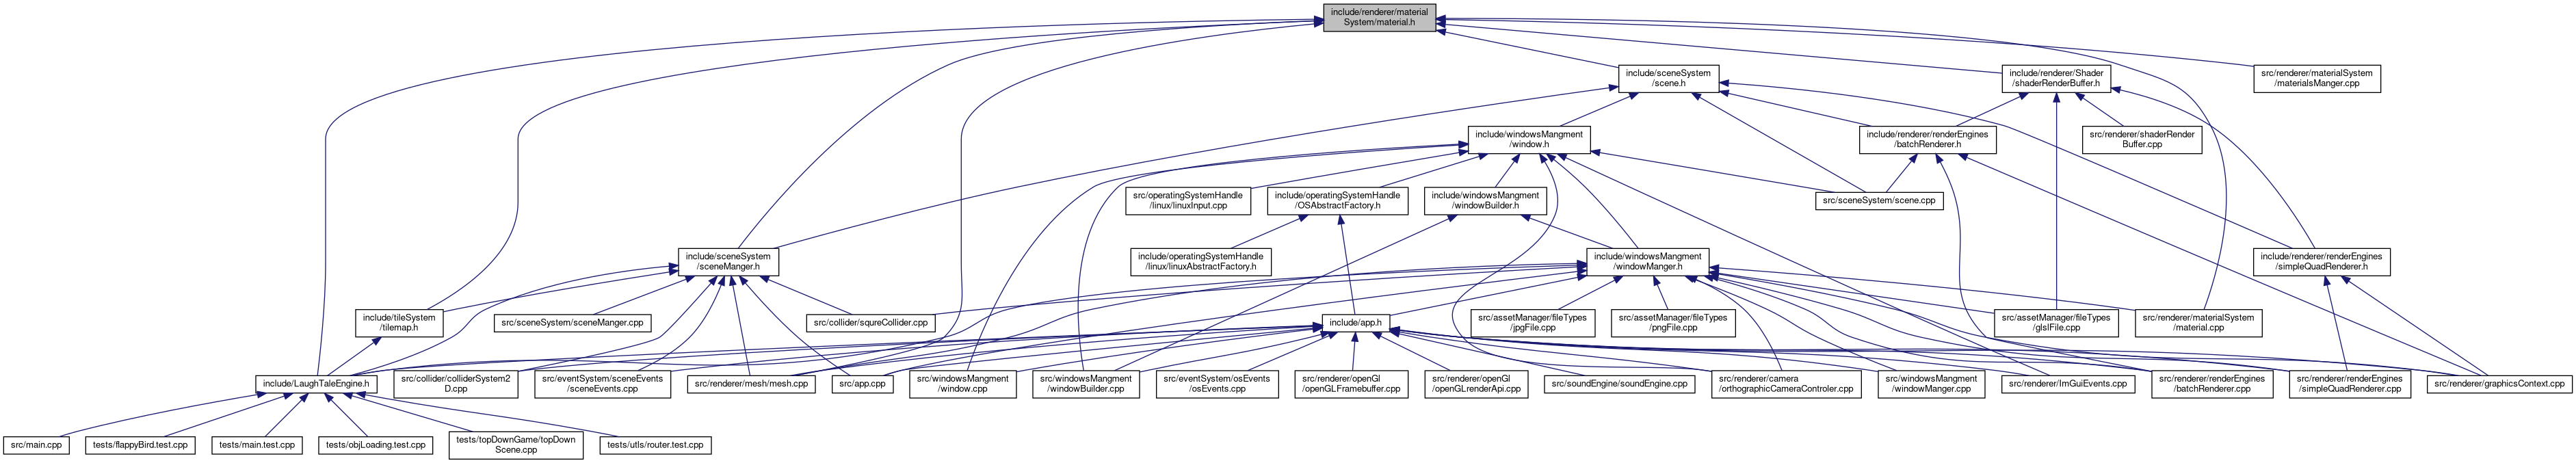 include/renderer/material
System/material.h
include/sceneSystem
/scene.h
include/renderer/Shader
/shaderRenderBuffer.h
src/renderer/materialSystem
/materialsManger.cpp
include/windowsMangment
/window.h
include/renderer/renderEngines
/batchRenderer.h
src/renderer/shaderRender
Buffer.cpp
src/operatingSystemHandle
/linux/linuxInput.cpp
include/operatingSystemHandle
/OSAbstractFactory.h
include/windowsMangment
/windowBuilder.h
src/sceneSystem/scene.cpp
include/sceneSystem
/sceneManger.h
include/operatingSystemHandle
/linux/linuxAbstractFactory.h
include/windowsMangment
/windowManger.h
include/renderer/renderEngines
/simpleQuadRenderer.h
include/tileSystem
/tilemap.h
src/sceneSystem/sceneManger.cpp
src/collider/squreCollider.cpp
include/app.h
src/assetManager/fileTypes
/jpgFile.cpp
src/assetManager/fileTypes
/pngFile.cpp
src/assetManager/fileTypes
/glslFile.cpp
src/renderer/materialSystem
/material.cpp
include/LaughTaleEngine.h
src/collider/colliderSystem2
D.cpp
src/eventSystem/sceneEvents
/sceneEvents.cpp
src/renderer/mesh/mesh.cpp
src/app.cpp
src/windowsMangment
/window.cpp
src/windowsMangment
/windowBuilder.cpp
src/eventSystem/osEvents
/osEvents.cpp
src/renderer/openGl
/openGLFramebuffer.cpp
src/renderer/openGl
/openGLrenderApi.cpp
src/soundEngine/soundEngine.cpp
src/renderer/camera
/orthographicCameraControler.cpp
src/windowsMangment
/windowManger.cpp
src/renderer/ImGuiEvents.cpp
src/renderer/renderEngines
/batchRenderer.cpp
src/renderer/renderEngines
/simpleQuadRenderer.cpp
src/renderer/graphicsContext.cpp
src/main.cpp
tests/flappyBird.test.cpp
tests/main.test.cpp
tests/objLoading.test.cpp
tests/topDownGame/topDown
Scene.cpp
tests/utls/router.test.cpp